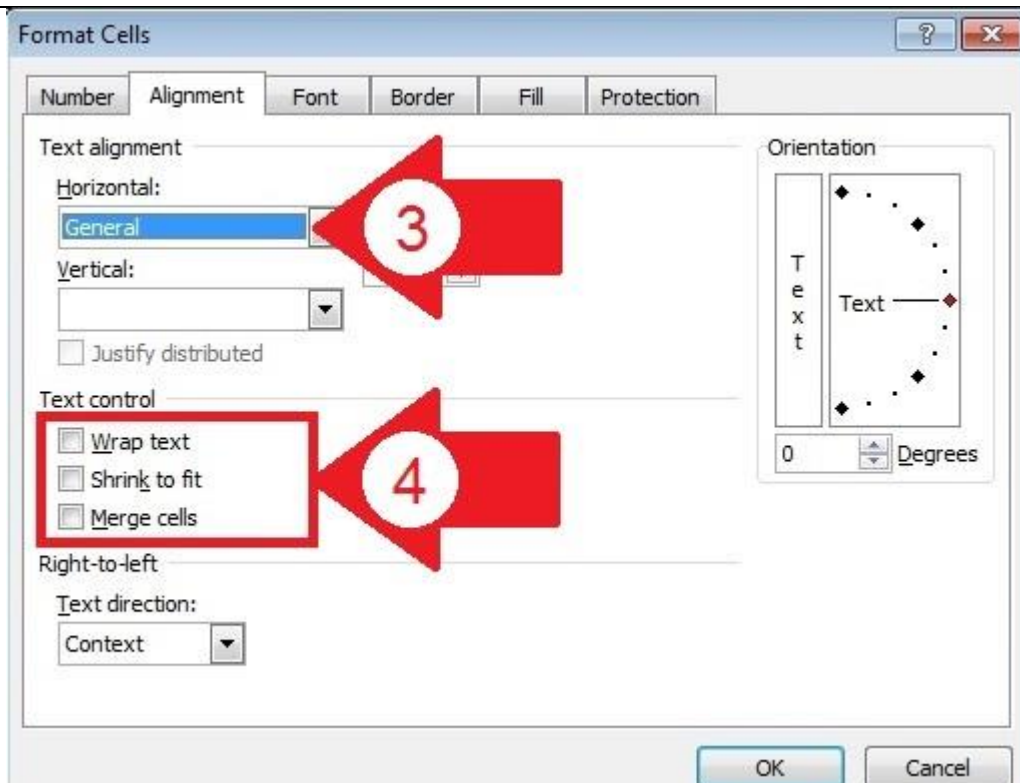 Format Cells
Number Alignment Font Border Fill Protection
Text alignment
Horizontal:
General
3
Vertical:
Justify distributed
Text control
Wrap text
Shrink to fit
Merge cells
4
Right-to-left
Text direction:
Context
Orientation
Text
Text
0 Degrees
OK Cancel